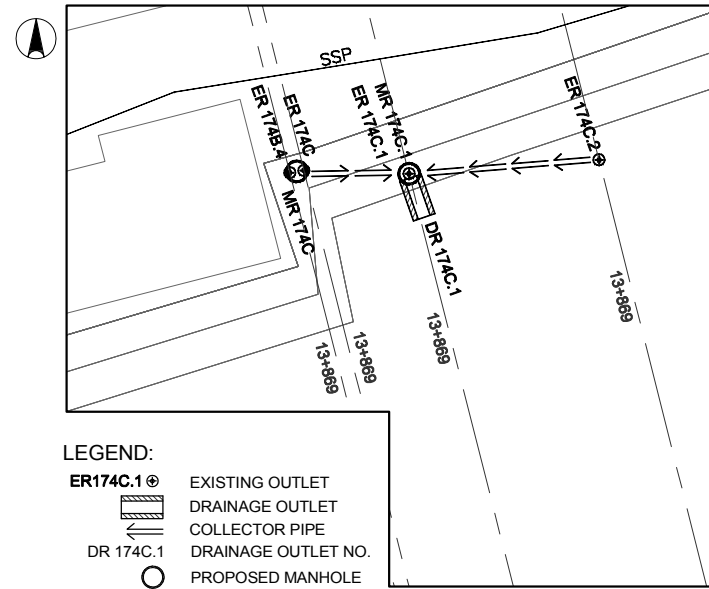 SSP
ER 174B.4
ER 174C
MR 174C
MR 174C.1
ER 174C.1
ER 174C.2
DR 174C.1
13+869
13+869
13+869
13+869
LEGEND:
ER174C.1 EXISTING OUTLET
DRAINAGE OUTLET
COLLECTOR PIPE
DR 174C.1 DRAINAGE OUTLET NO.
PROPOSED MANHOLE